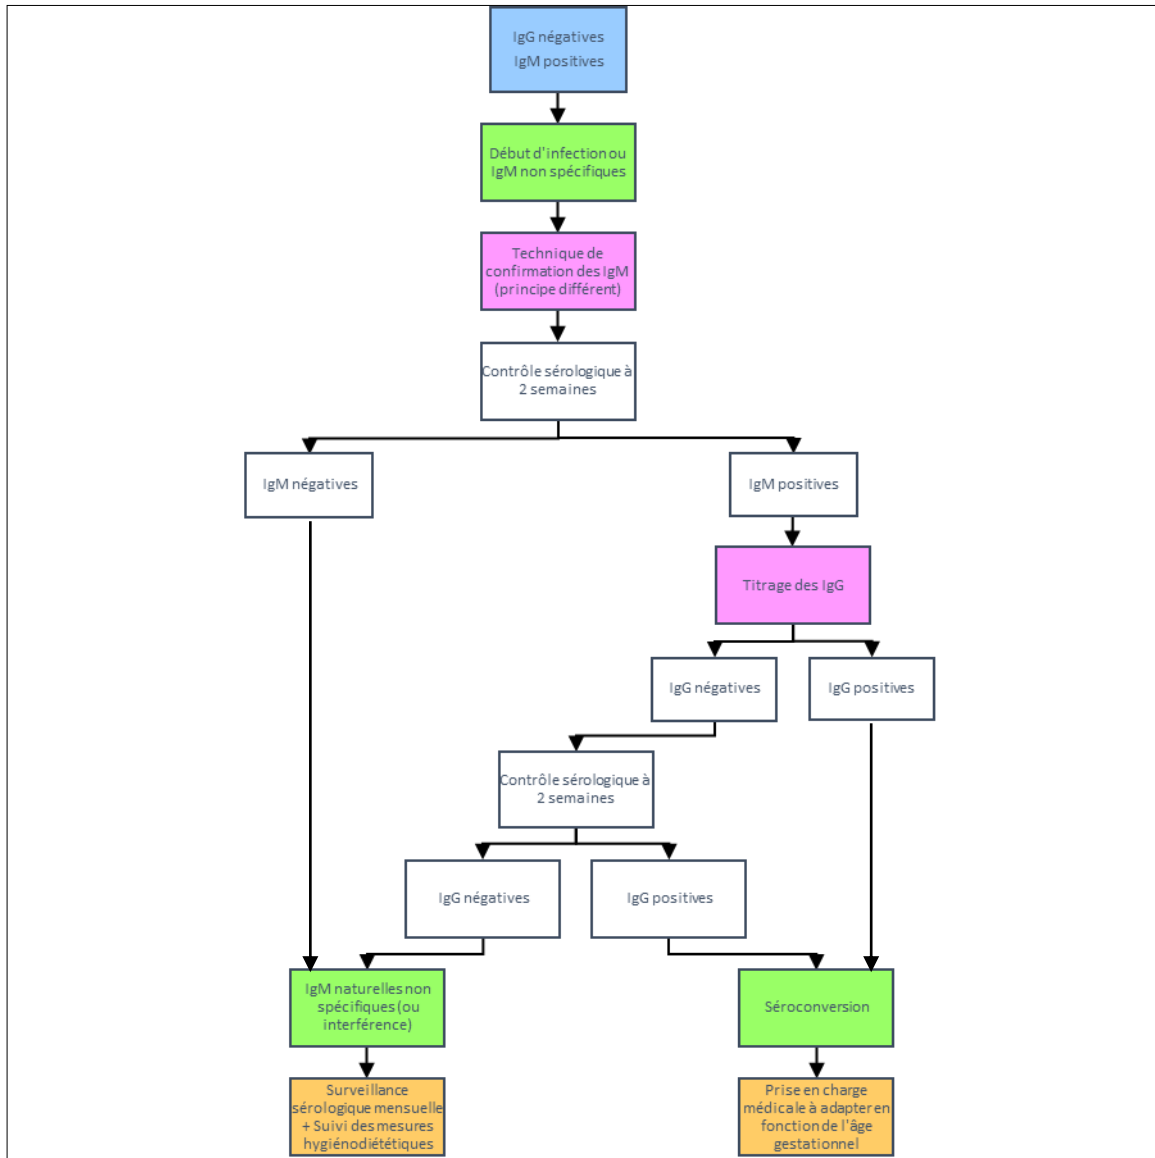 IgG négatives
IgM positives
Début d'infection ou
IgM non spécifiques
Technique de
confirmation des IgM
(principe différent)
Contrôle sérologique à
2 semaines
IgM négatives
IgM positives
Titrage des IgG
IgG négatives
IgG positives
Contrôle sérologique à
2 semaines
IgG négatives
IgG positives
IgM naturelles non
spécifiques (ou
interférence)
Séroconversion
Surveillance
sérologique mensuelle
+ Suivi des mesures
hygiénodiététiques
Prise en charge
médicale à adapter en
fonction de l'âge
gestationnel